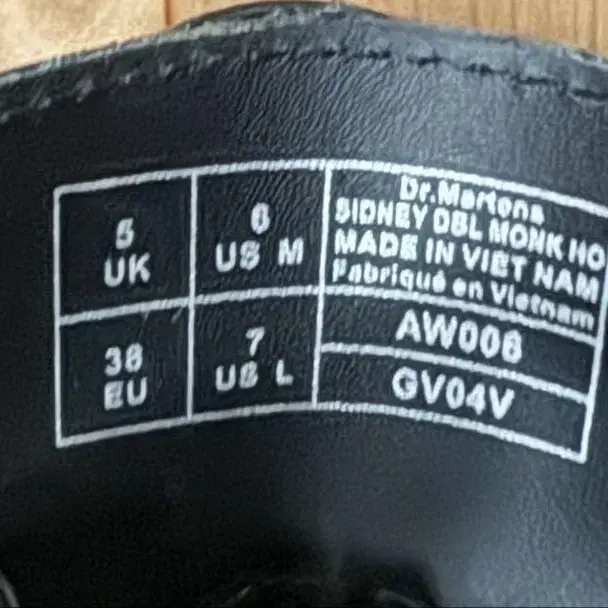 5
UK
6
US M
38
EU
7
US L
Dr.Martens
SIDNEY DBL MONK HO
MADE IN VIET NAM
Fabriqué en Vietnam
AW006
GV04V